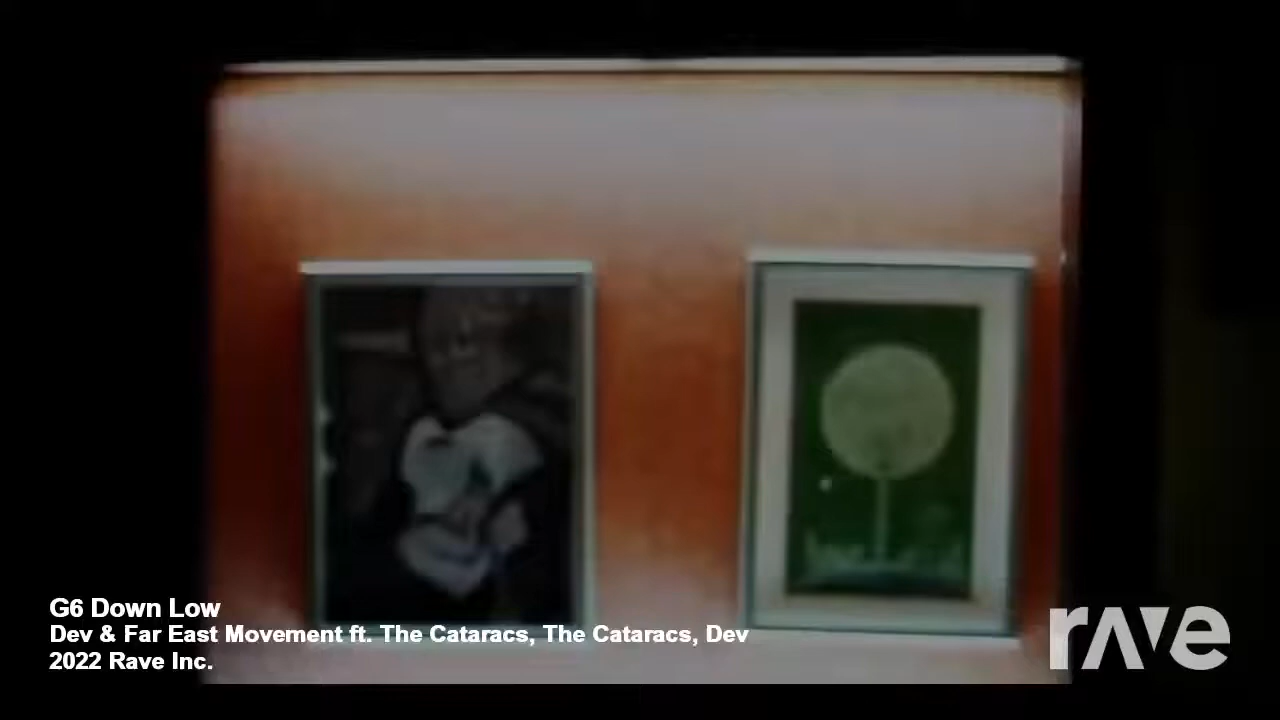 G6 Down Low
Dev & Far East Movement ft. The Cataracs, The Cataracs, Dev
2022 Rave Inc.
rave